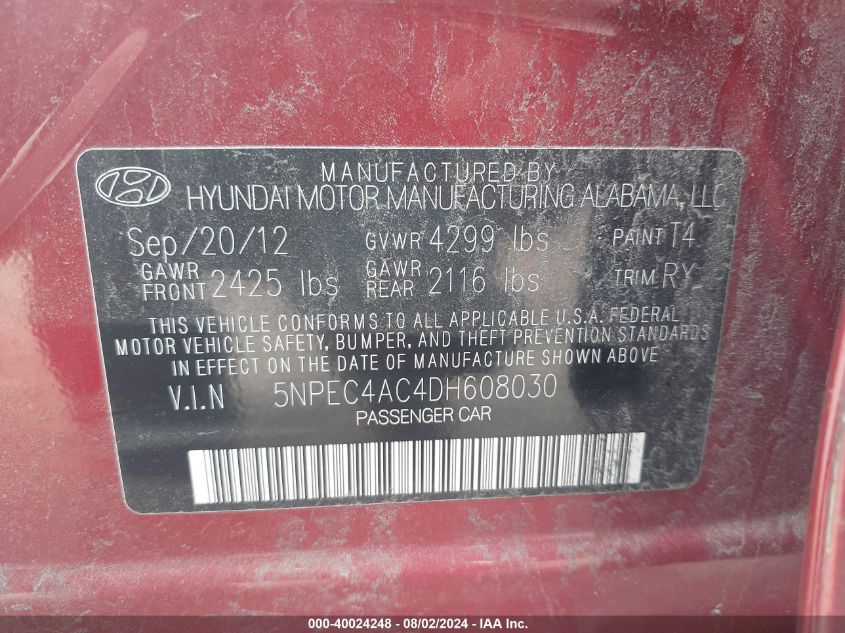 MANUFACTURED BY
HYUNDAI MOTOR MANUFACTURING ALABAMA, LLC
Sep/20/12 GVWR 4299 lbs PAINT T4
GAWR FRONT 2425 lbs GAWR REAR 2116 lbs TRIM RY
THIS VEHICLE CONFORMS TO ALL APPLICABLE U.S.A. FEDERAL
MOTOR VEHICLE SAFETY, BUMPER, AND THEFT PREVENTION STANDARDS
IN EFFECT ON THE DATE OF MANUFACTURE SHOWN ABOVE
V.I.N 5NPEC4AC4DH608030
PASSENGER CAR
000-40024248 - 08/02/2024 - IAA Inc.